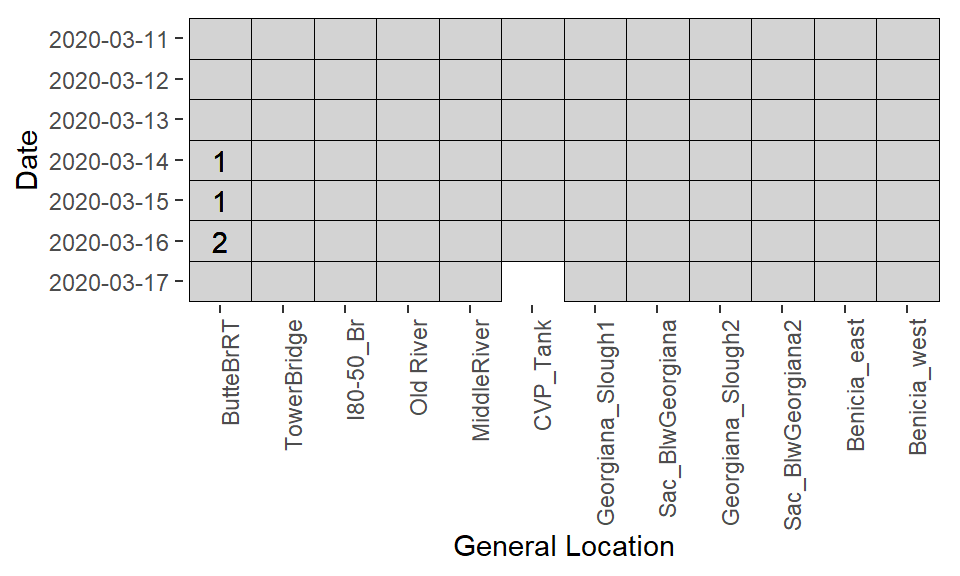 Date
2020-03-11
2020-03-12
2020-03-13
2020-03-14
1
2020-03-15
1
2020-03-16
2
2020-03-17
ButteBrRT
TowerBridge
I80-50_Br
Old River
MiddleRiver
CVP_Tank
Georgiana_Slough1
Sac_BlwGeorgiana
Georgiana_Slough2
Sac_BlwGeorgiana2
Benicia_east
Benicia_west
General Location